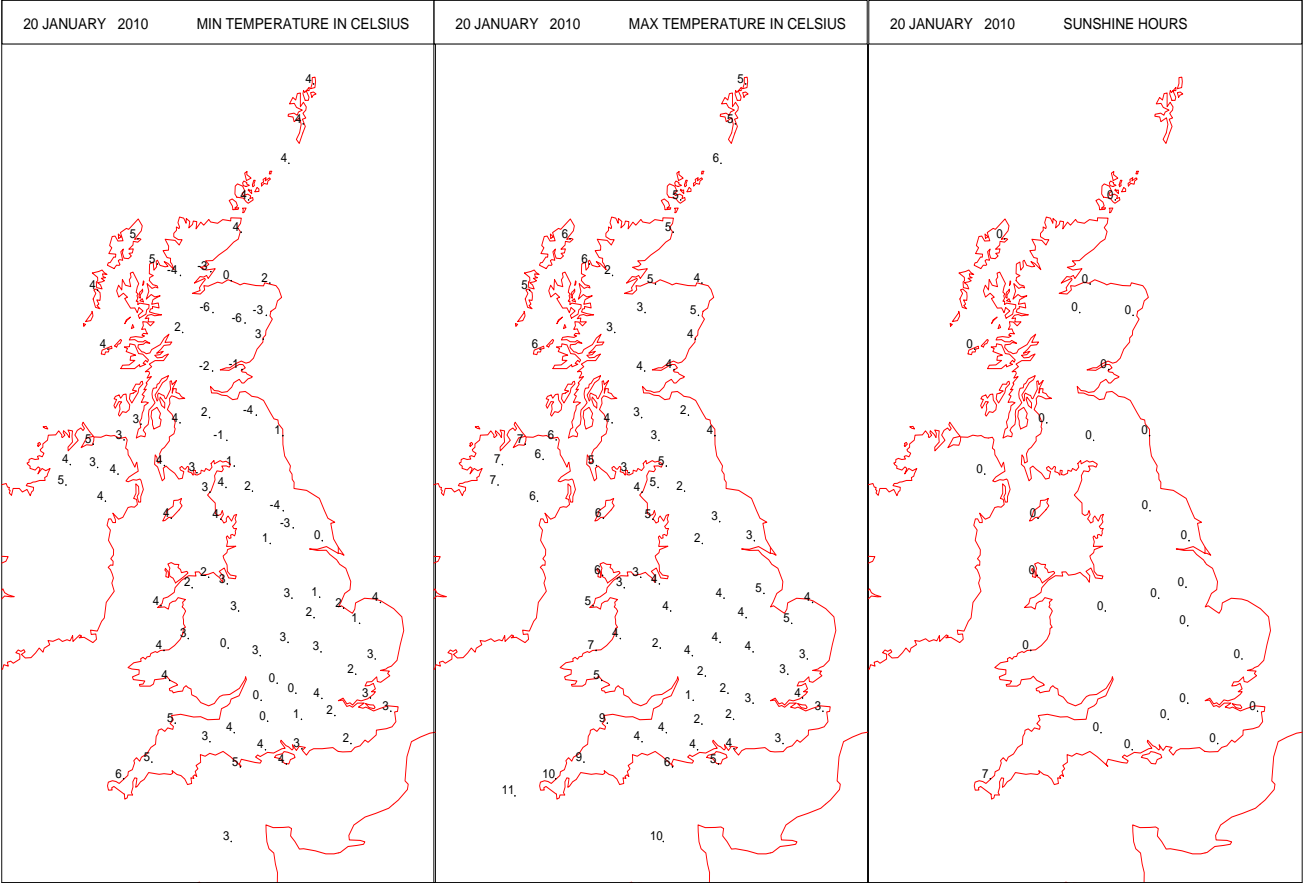 20 JANUARY 2010 MIN TEMPERATURE IN CELSIUS
4.
4.
4.
4.
4.
5.
5. -4. -3. 0. 2.
4.
-6. -6. -3.
2. 3.
4.
-2. -1.
2. -4.
3. 4. 1.
5. 3. -1.
4. 3. 4. 4. 3. 1.
5. 4. 3. 4. 2.
4. 4. -4.
-3.
1. 0.
2. 2. 3.
4. 3. 3. 1. 2. 4.
2. 1.
4. 3. 0. 3. 3. 3. 3.
4. 0. 2.
0. 0. 4. 3.
5. 4. 0. 1. 2. 3.
3. 4. 3. 2.
5. 5. 4.
6.
3.
20 JANUARY 2010 MAX TEMPERATURE IN CELSIUS
5.
5.
6.
5.
5.
6.
6. 2. 5. 4.
5.
3. 5.
3. 4.
6.
4. 4.
3. 2.
4. 4.
7. 6. 3.
7. 6. 5. 3. 5.
7. 6. 4. 5. 2.
6. 5. 3.
2. 3.
6. 3. 3. 4.
5. 4. 4. 5. 4.
4. 5.
7. 4. 2. 4. 4. 4. 3.
5. 2. 3.
1. 2. 3. 4.
9. 4. 2. 2. 3.
4. 4. 4. 3.
9. 6. 5.
10.
11.
10.
20 JANUARY 2010 SUNSHINE HOURS
0.
0.
0.
0. 0.
0.
0.
0. 0. 0.
0.
0. 0.
0.
0. 0.
0. 0.
0.
0. 0.
0. 0. 0.
0. 0. 0.
7.